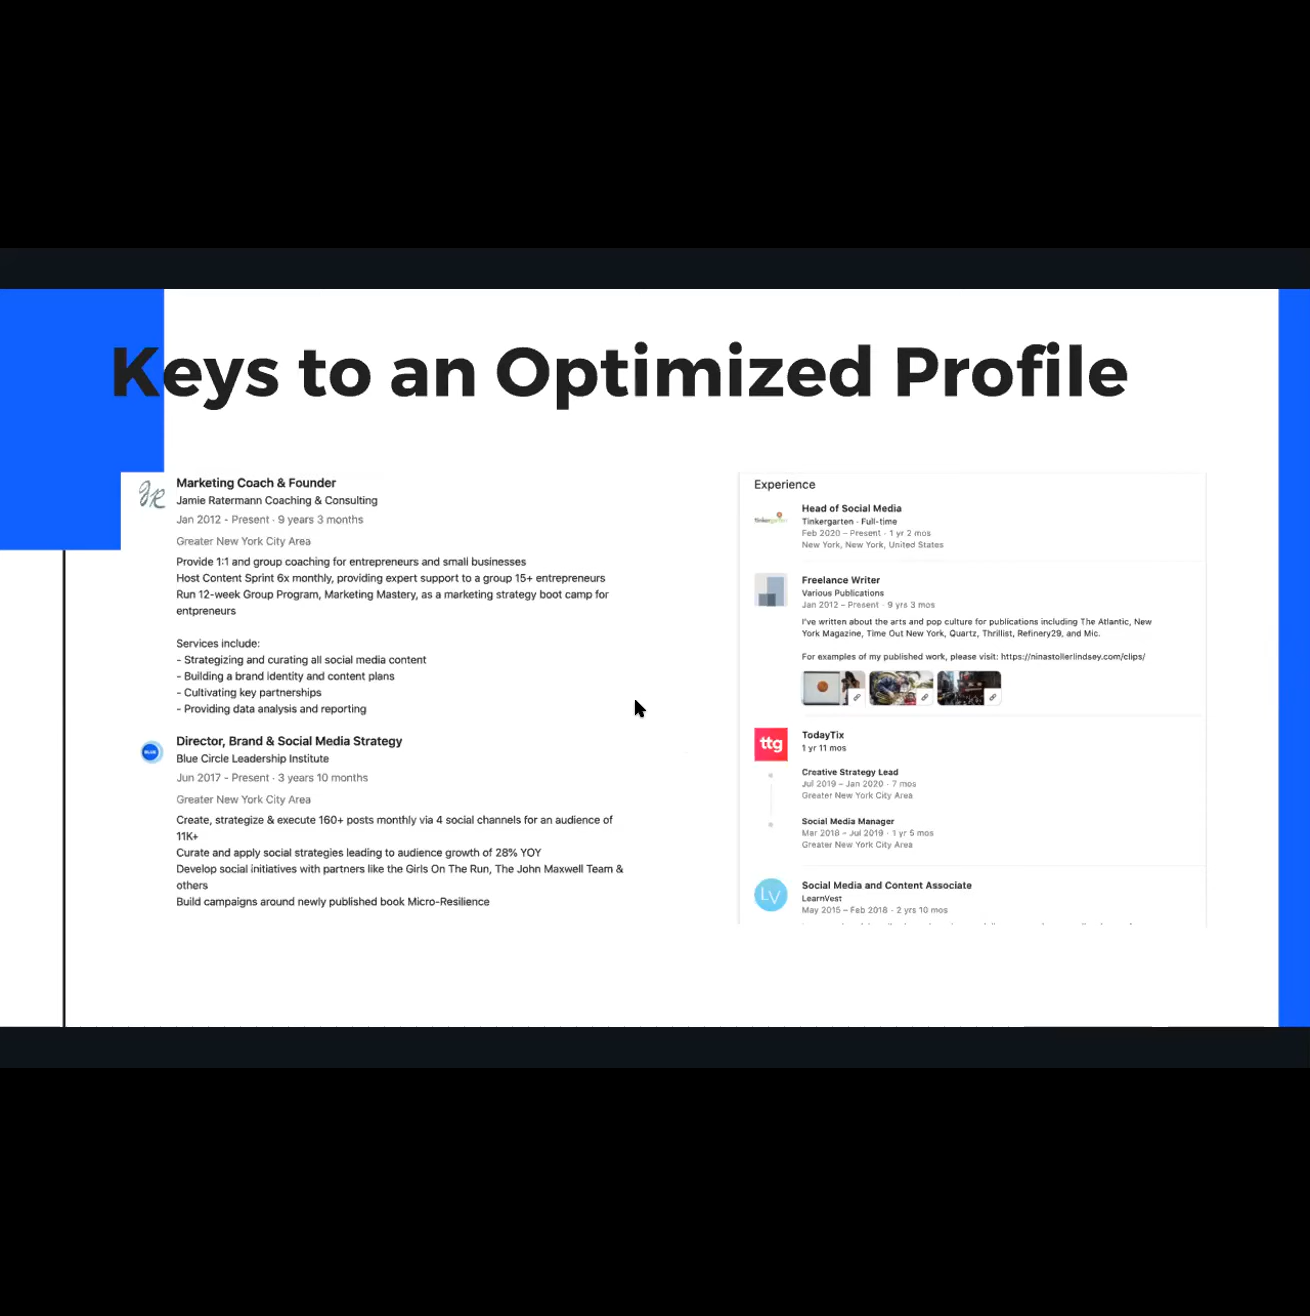 Keys to an Optimized Profile
Marketing Coach & Founder
Jamie Ratermann Coaching & Consulting
Jan 2012 - Present · 9 years 3 months
Greater New York City Area
Provide 1:1 and group coaching for entrepreneurs and small businesses
Host Content Sprint 6x monthly, providing expert support to a group 15+ entrepreneurs
Run 12-week Group Program, Marketing Mastery, as a marketing strategy boot camp for
entpreneurs
Services include:
- Strategizing and curating all social media content
- Building a brand identity and content plans
- Cultivating key partnerships
- Providing data analysis and reporting
BLUE
Director, Brand & Social Media Strategy
Blue Circle Leadership Institute
Jun 2017 - Present · 3 years 10 months
Greater New York City Area
Create, strategize & execute 160+ posts monthly via 4 social channels for an audience of
11K+
Curate and apply social strategies leading to audience growth of 28% YOY
Develop social initiatives with partners like the Girls On The Run, The John Maxwell Team &
others
Build campaigns around newly published book Micro-Resilience
Experience
tinkergarten
Head of Social Media
Tinkergarten · Full-time
Feb 2020 – Present · 1 yr 2 mos
New York, New York, United States
Freelance Writer
Various Publications
Jan 2012 – Present · 9 yrs 3 mos
I've written about the arts and pop culture for publications including The Atlantic, New
York Magazine, Time Out New York, Quartz, Thrillist, Refinery29, and Mic.
For examples of my published work, please visit: https://ninastollerlindsey.com/clips/
ttg
TodayTix
1 yr 11 mos
Creative Strategy Lead
Jul 2019 – Jan 2020 · 7 mos
Greater New York City Area
Social Media Manager
Mar 2018 – Jul 2019 · 1 yr 5 mos
Greater New York City Area
LV
Social Media and Content Associate
LearnVest
May 2015 – Feb 2018 · 2 yrs 10 mos